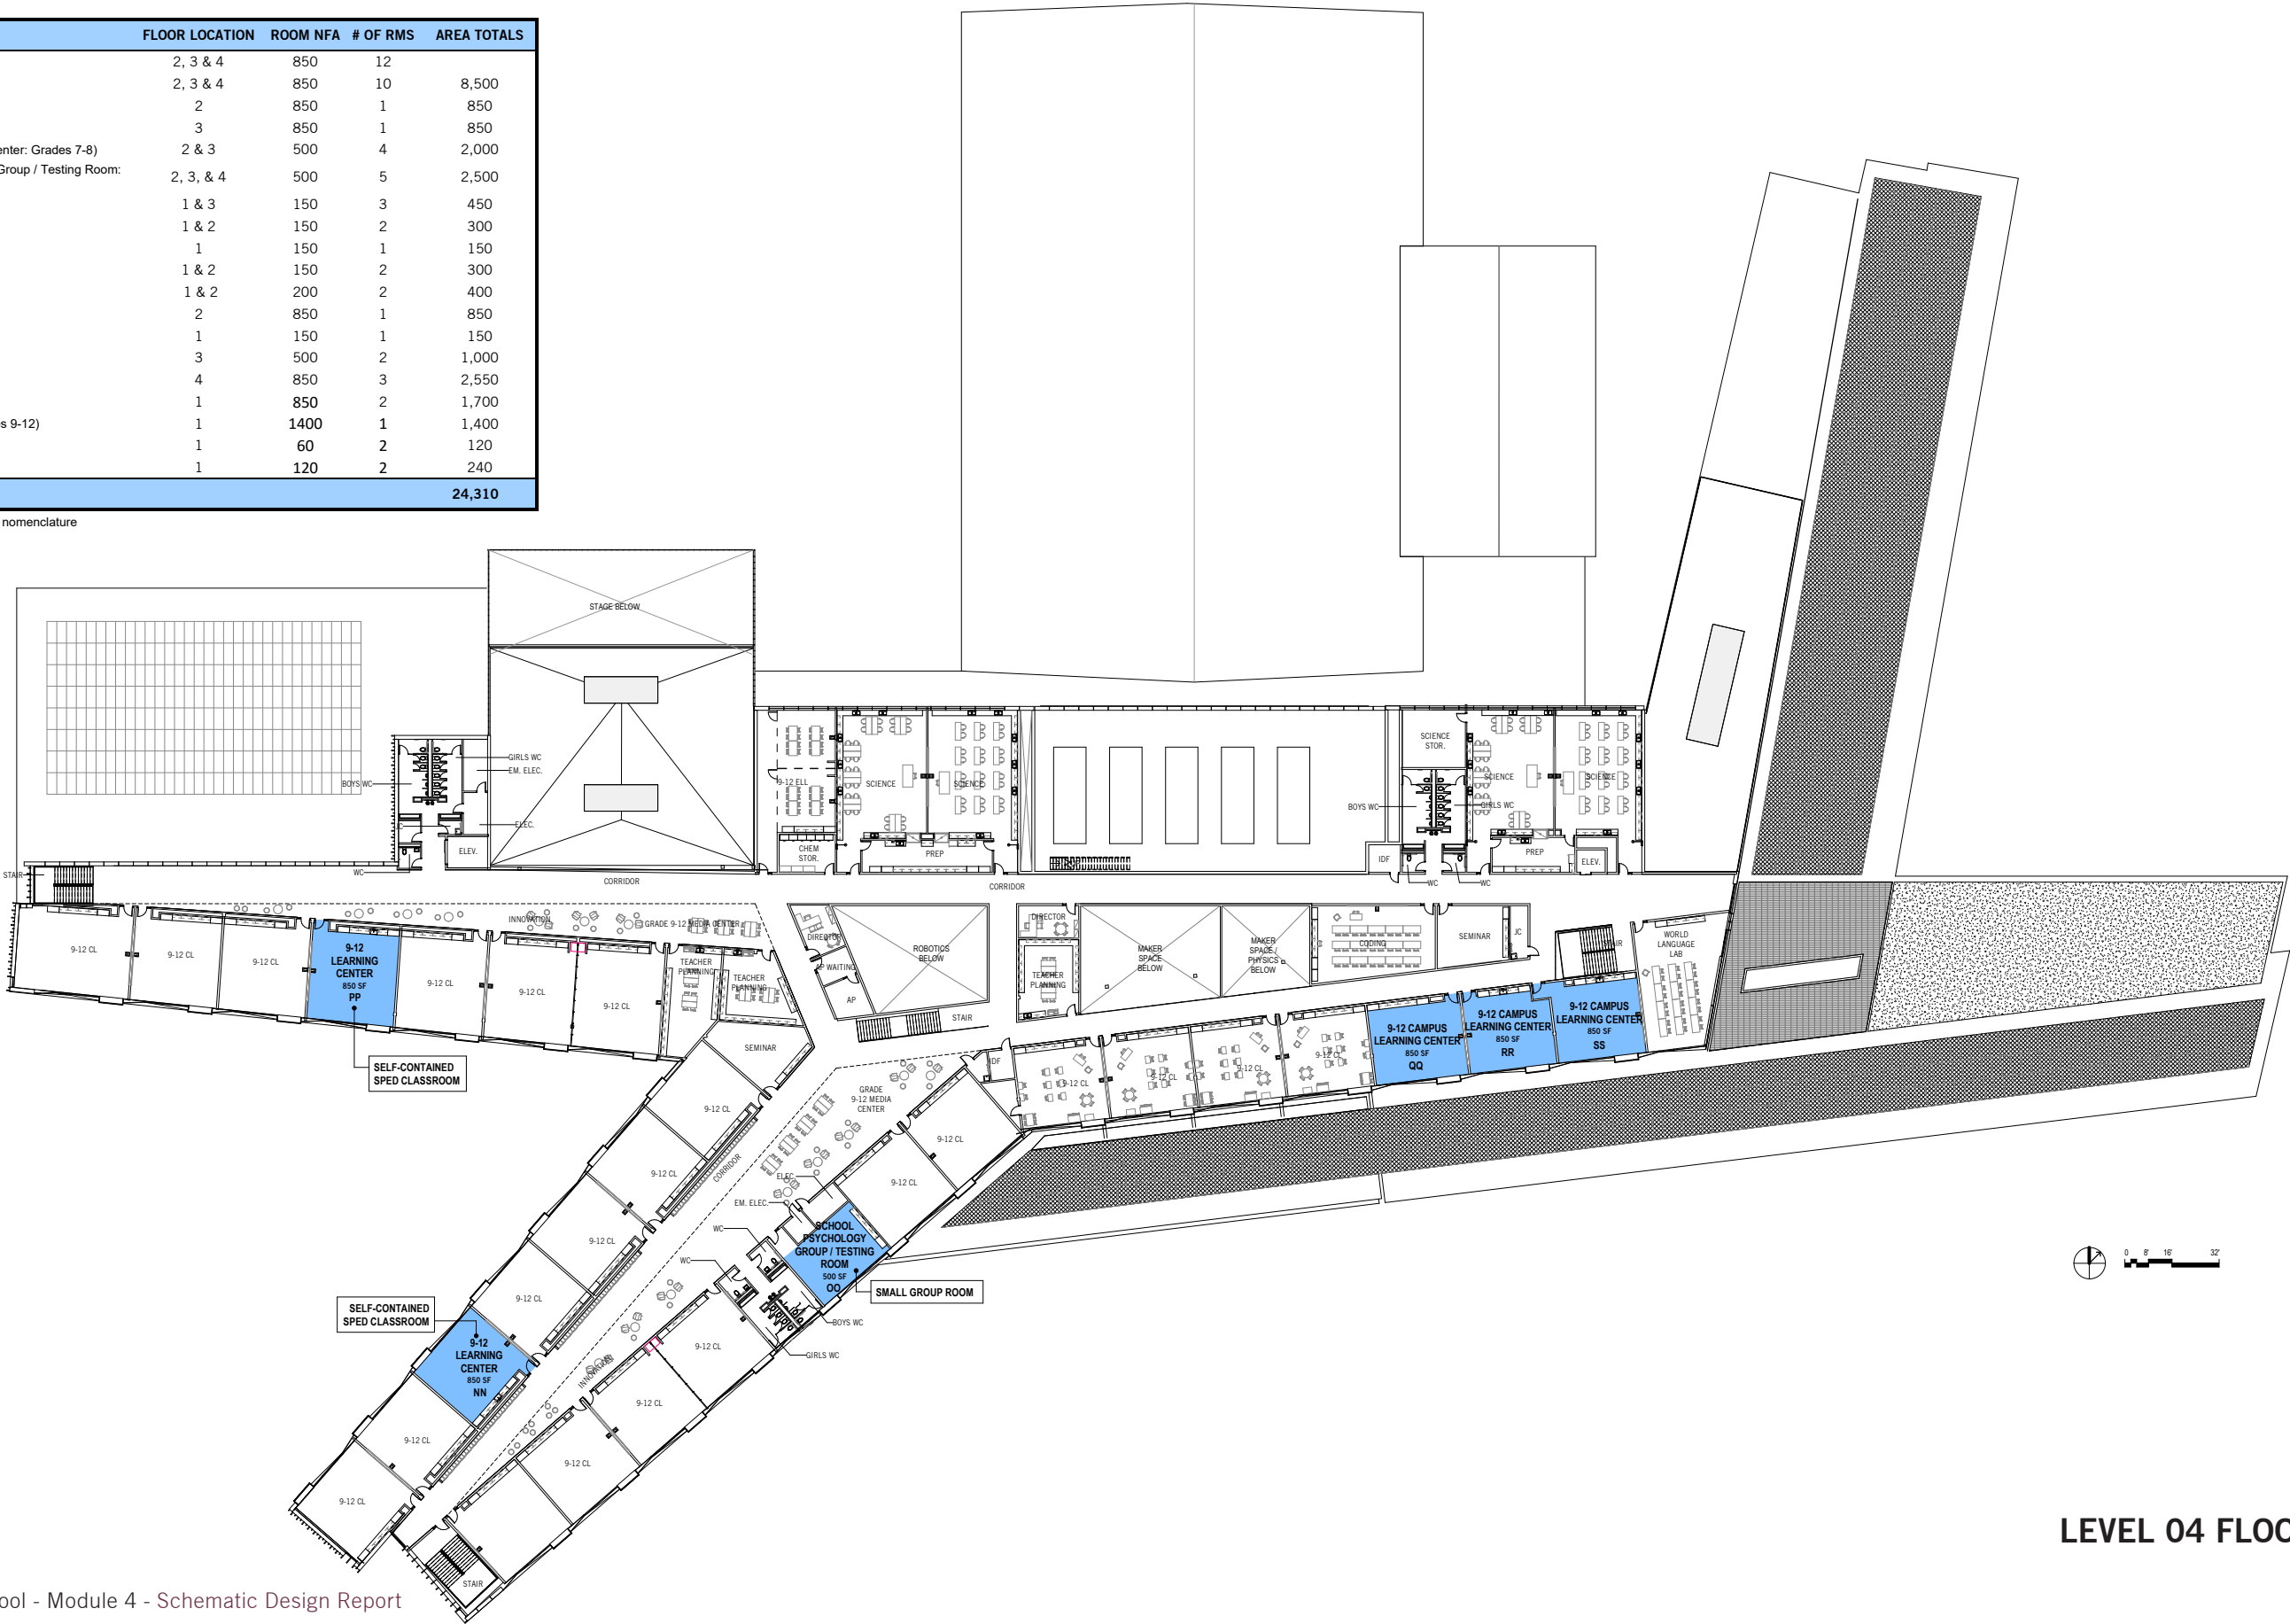 FLOOR LOCATION ROOM NFA # OF RMS AREA TOTALS
2, 3 & 4 850 12
2, 3 & 4 850 10 8,500
2 850 1 850
3 850 1 850
enter: Grades 7-8) 2 & 3 500 4 2,000
Group / Testing Room: 2, 3, & 4 500 5 2,500
1 & 3 150 3 450
1 & 2 150 2 300
1 150 1 150
1 & 2 150 2 300
1 & 2 200 2 400
2 850 1 850
1 150 1 150
3 500 2 1,000
4 850 3 2,550
1 850 2 1,700
s 9-12) 1 1400 1 1,400
1 60 2 120
1 120 2 240
24,310
nomenclature
STAGE BELOW
GIRLS WC
EM. ELEC.
BOYS WC
ELEC.
ELEV.
WC
STAIR
CORRIDOR
9-12 ELL
SCIENCE
SCIENCE
CHEM
STOR.
PREP
CORRIDOR
SCIENCE
STOR.
SCIENCE
SCIENCE
BOYS WC
GIRLS WC
IDF
WC
WC
PREP
ELEV.
INNOVATION
GRADE 9-12 MEDIA CENTER
9-12 CL
9-12 CL
9-12 CL
9-12
LEARNING
CENTER
850 SF
PP
9-12 CL
9-12 CL
9-12 CL
TEACHER
PLANNING
TEACHER
PLANNING
SEMINAR
SELF-CONTAINED
SPED CLASSROOM
DIRECTOR
AP WAITING
AP
ROBOTICS
BELOW
STAIR
DIRECTOR
TEACHER
PLANNING
MAKER
SPACE
BELOW
MAKER
SPACE /
PHYSICS
BELOW
CODING
SEMINAR
JC
STAIR
WORLD
LANGUAGE
LAB
9-12 CAMPUS
LEARNING CENTER
850 SF
QQ
9-12 CAMPUS
LEARNING CENTER
850 SF
RR
9-12 CAMPUS
LEARNING CENTER
850 SF
SS
IDF
9-12 CL
9-12 CL
9-12 CL
9-12 CL
GRADE
9-12 MEDIA
CENTER
9-12 CL
9-12 CL
9-12 CL
9-12 CL
CORRIDOR
9-12 CL
9-12 CL
ELEC.
EM. ELEC.
WC
WC
SCHOOL
PSYCHOLOGY
GROUP / TESTING
ROOM
500 SF
OO
SMALL GROUP ROOM
BOYS WC
GIRLS WC
SELF-CONTAINED
SPED CLASSROOM
9-12
LEARNING
CENTER
850 SF
NN
INNOVATION
9-12 CL
9-12 CL
9-12 CL
9-12 CL
9-12 CL
STAIR
0 8' 16' 32'
LEVEL 04 FLOO
ool - Module 4 - Schematic Design Report